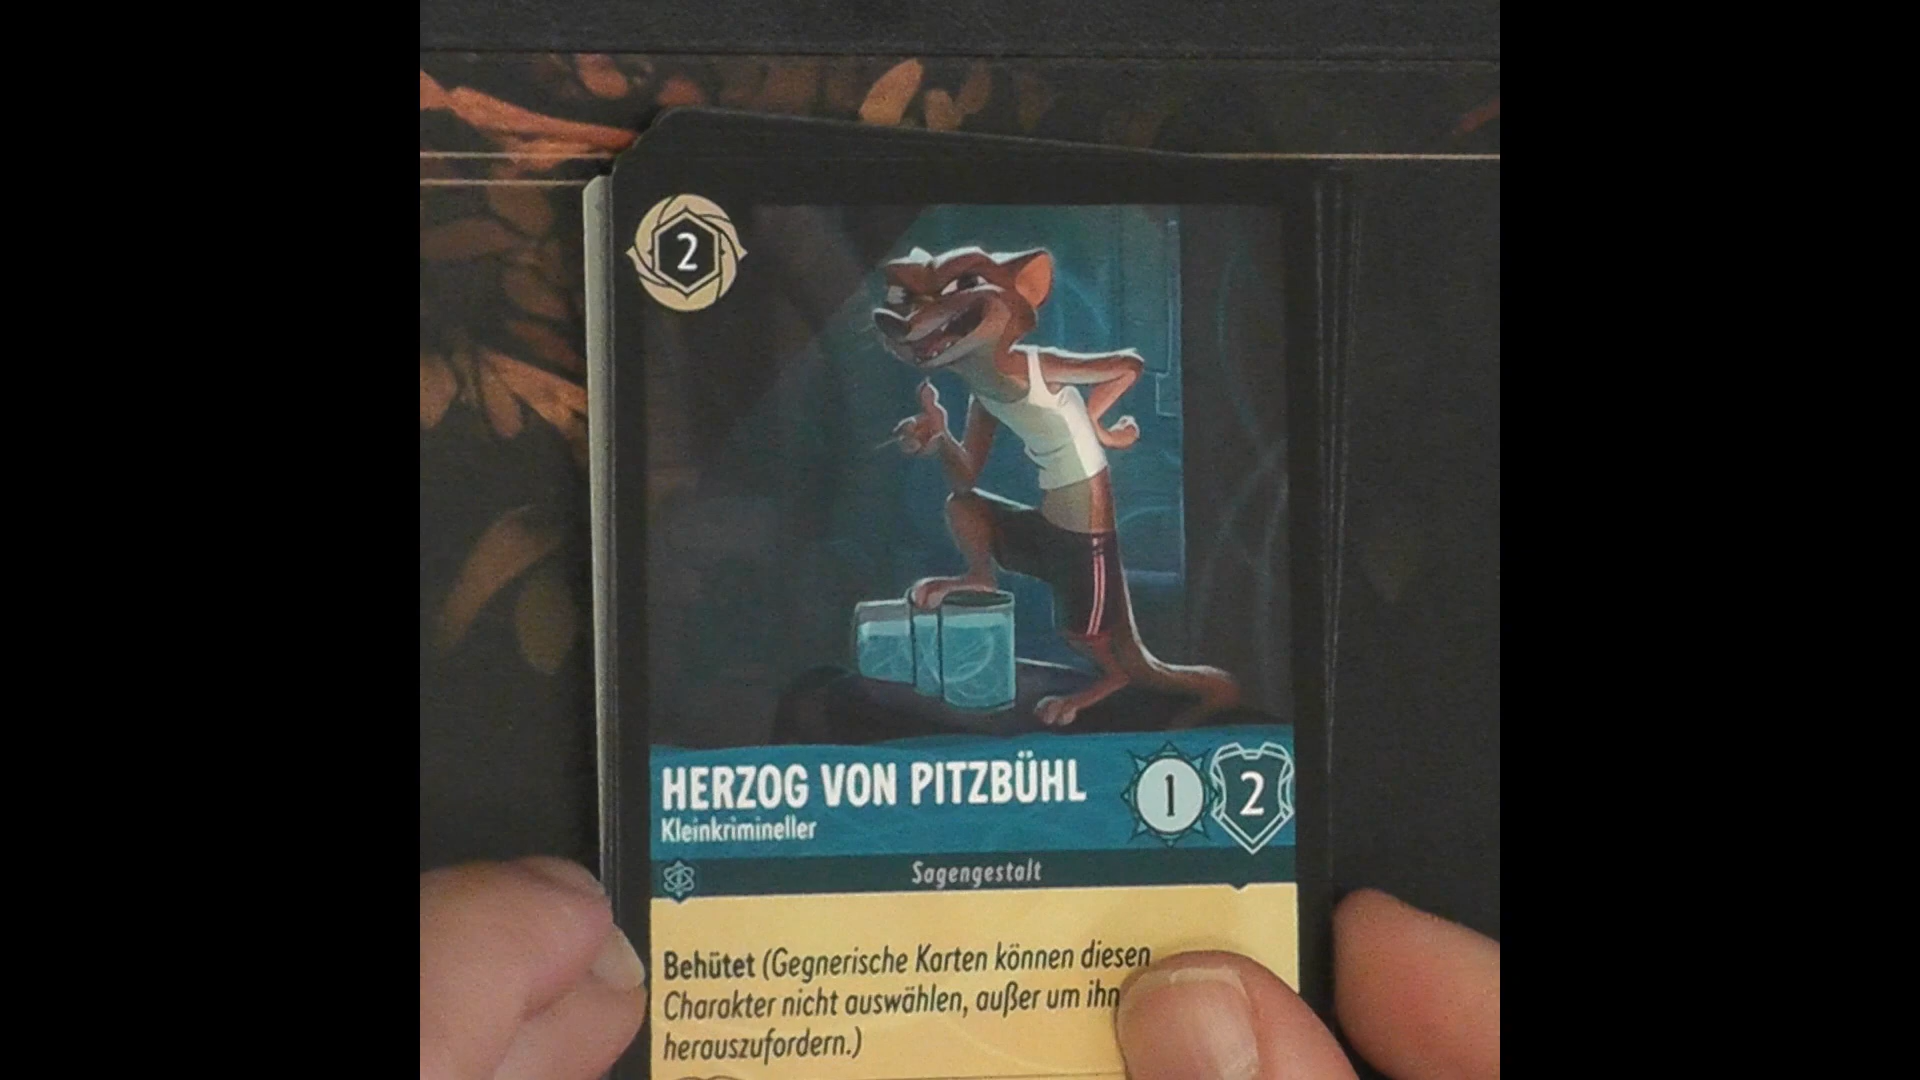 2
HERZOG VON PITZBÜHL
Kleinkrimineller
1 2
Sagengestalt
Behütet (Gegnerische Karten können diesen
Charakter nicht auswählen, außer um ihn
herauszufordern.)